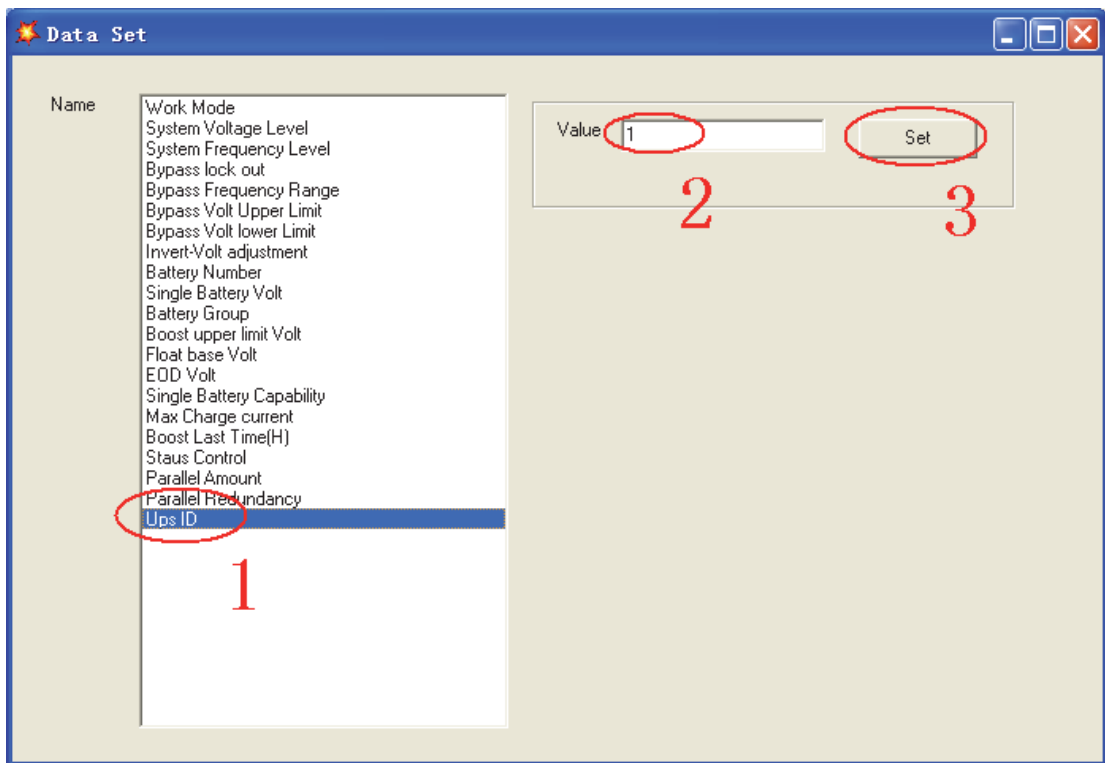 Data Set
Name
Work Mode
System Voltage Level
System Frequency Level
Bypass lock out
Bypass Frequency Range
Bypass Volt Upper Limit
Bypass Volt lower Limit
Invert-Volt adjustment
Battery Number
Single Battery Volt
Battery Group
Boost upper limit Volt
Float base Volt
EOD Volt
Single Battery Capability
Max Charge current
Boost Last Time(H)
Staus Control
Parallel Amount
Parallel Redundancy
Ups ID
1
Value 1 Set
2 3